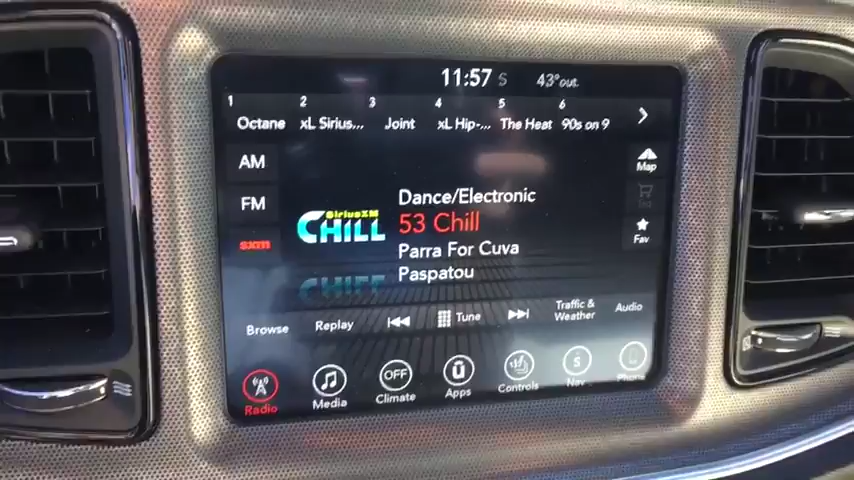 11:57 S 43°out.
1 2 3 4 5 6
Octane xL Sirius... Joint xL Hip-... The Heat 90s on 9
AM
Map
FM
SiriusXM
CHILL
Dance/Electronic
53 Chill
Parra For Cuva
Paspatou
sxm
Fav
Browse Replay Tune Traffic & Weather Audio
OFF
S
Radio Media Climate Apps Controls Nav Phone